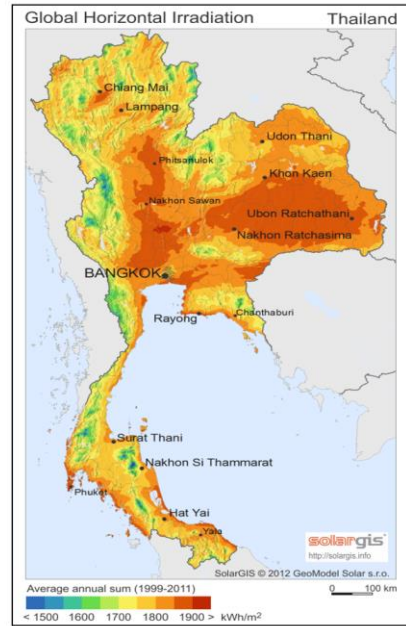 Global Horizontal Irradiation Thailand
Chiang Mai
Lampang
Udon Thani
Phitsanulok
Khon Kaen
Nakhon Sawan
Ubon Ratchathani
Nakhon Ratchasima
BANGKOK
Rayong
Chanthaburi
Surat Thani
Nakhon Si Thammarat
Phuket
Hat Yai
Yala
solargis
http://solargis.info
SolarGIS © 2012 GeoModel Solar s.r.o.
Average annual sum (1999-2011)
0 100 km
< 1500 1600 1700 1800 1900 > kWh/m²